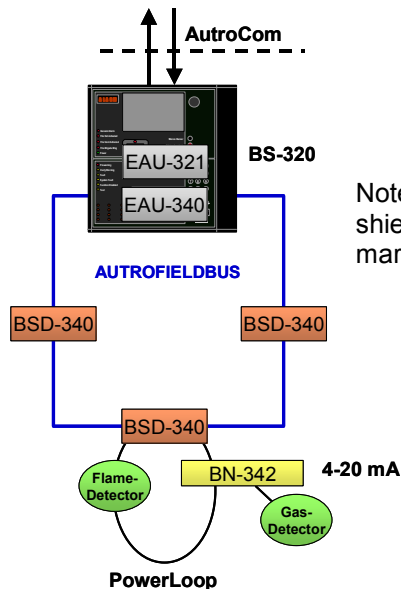 AutroCom
EAU-321
BS-320
EAU-340
Note
shie
man
AUTROFIELDBUS
BSD-340
BSD-340
BSD-340
Flame-
Detector
BN-342
4-20 mA
Gas-
Detector
PowerLoop